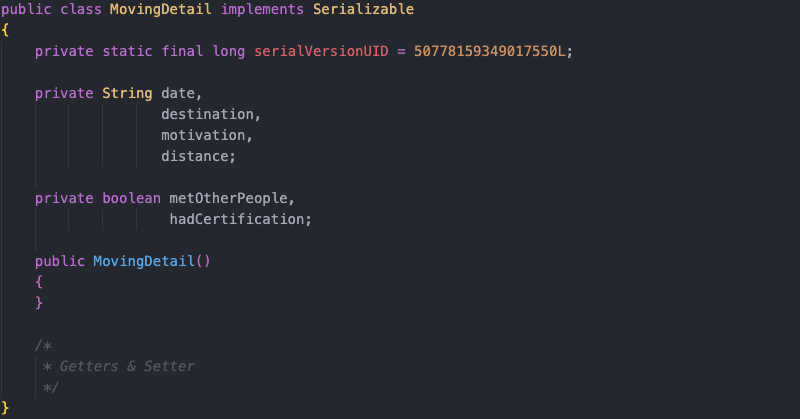 public class MovingDetail implements Serializable
{
    private static final long serialVersionUID = 50778159349017550L;

    private String date,
                   destination,
                   motivation,
                   distance;

    private boolean metOtherPeople,
                    hadCertification;

    public MovingDetail()
    {
    }

    /*
     * Getters & Setter
     */
}